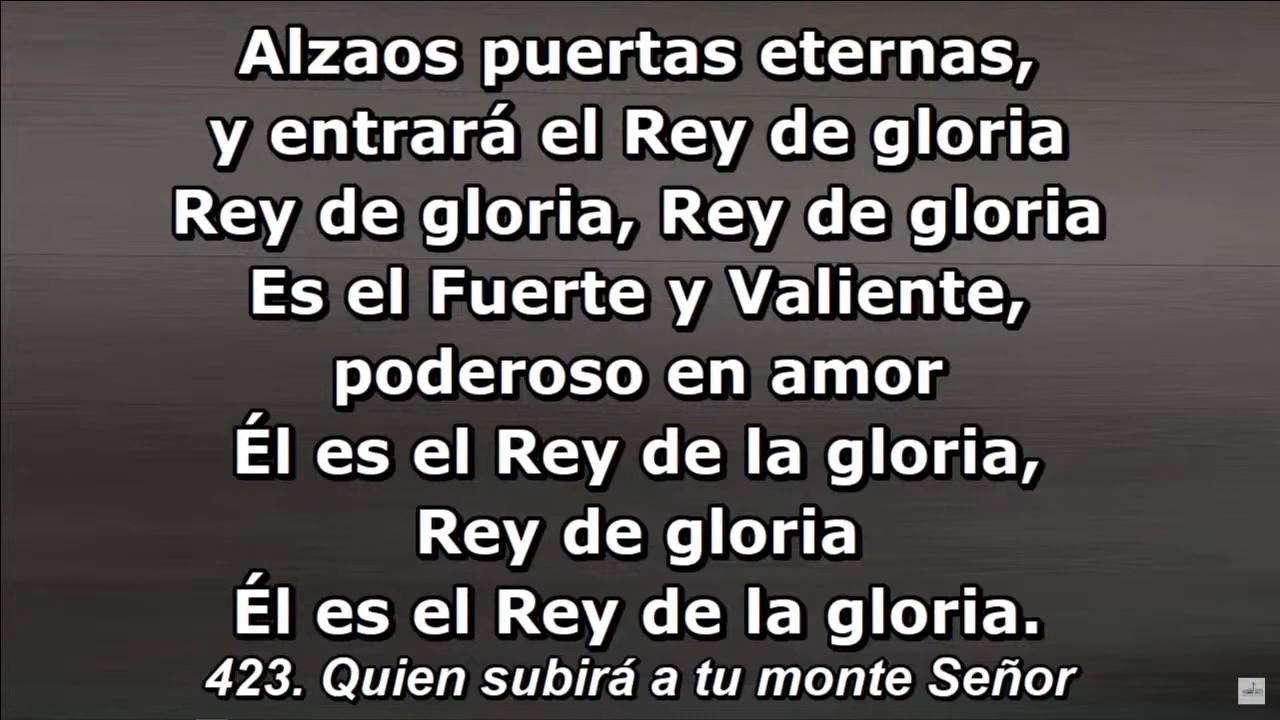 Alzaos puertas eternas,
y entrará el Rey de gloria
Rey de gloria, Rey de gloria
Es el Fuerte y Valiente,
poderoso en amor
Él es el Rey de la gloria,
Rey de gloria
Él es el Rey de la gloria.
423. Quien subirá a tu monte Señor